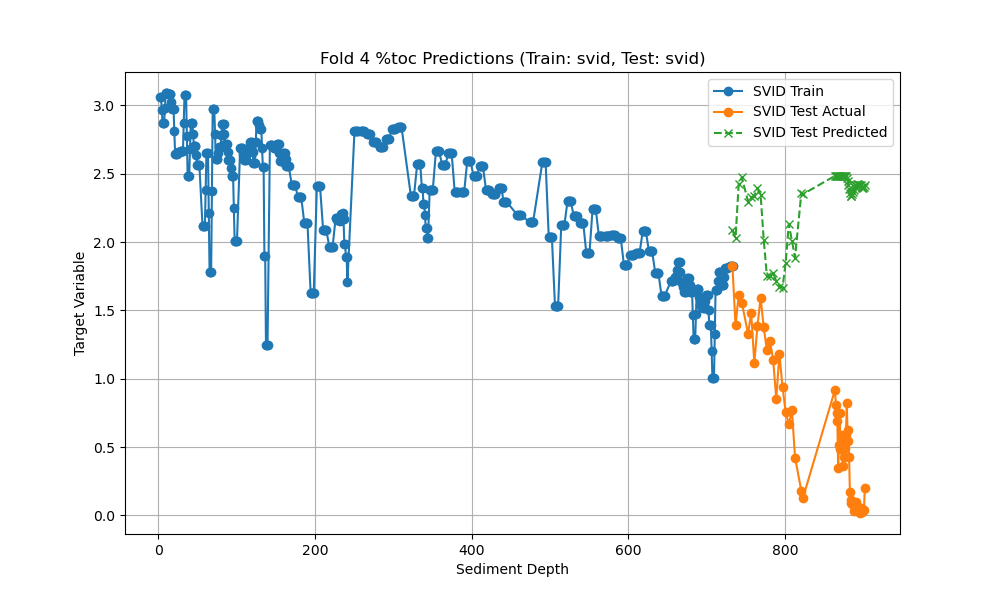 Fold 4 %toc Predictions (Train: svid, Test: svid)
SVID Train
SVID Test Actual
SVID Test Predicted
Target Variable
3.0
2.5
2.0
1.5
1.0
0.5
0.0
0 200 400 600 800
Sediment Depth